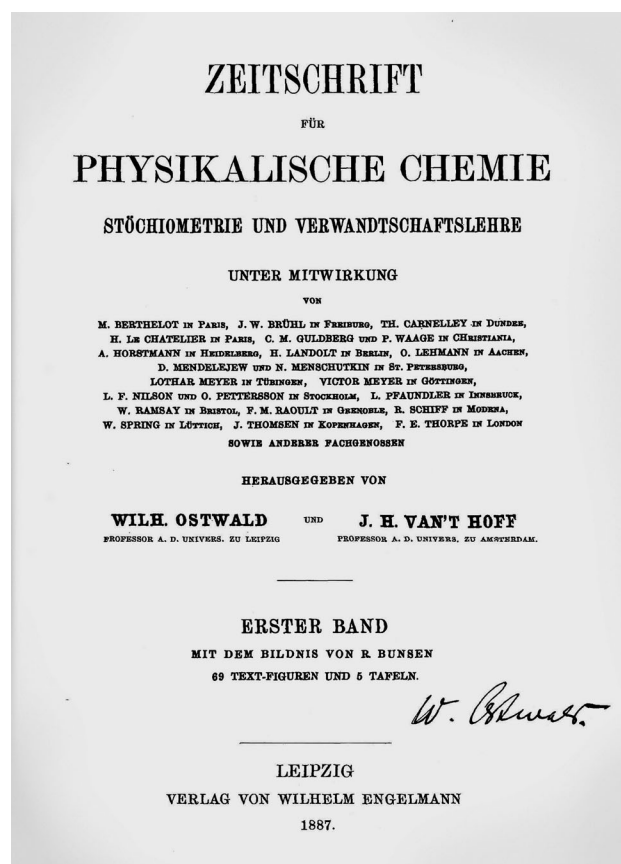 ZEITSCHRIFT
FÜR
PHYSIKALISCHE CHEMIE
STÖCHIOMETRIE UND VERWANDTSCHAFTSLEHRE
UNTER MITWIRKUNG
VON
M. BERTHELOT IN PARIS, J. W. BRÜHL IN FREIBURG, TH. CARNELLEY IN DUNDEE,
H. LE CHATELIER IN PARIS, C. M. GULDBERG UND P. WAAGE IN CHRISTIANIA,
A. HORSTMANN IN HEIDELBERG, H. LANDOLT IN BERLIN, O. LEHMANN IN AACHEN,
D. MENDELEJEW UND N. MENSCHUTKIN IN ST. PETERSBURG,
LOTHAR MEYER IN TÜBINGEN, VICTOR MEYER IN GÖTTINGEN,
L. F. NILSON UND O. PETTERSSON IN STOCKHOLM, L. PFAUNDLER IN INNSBRUCK,
W. RAMSAY IN BRISTOL, F. M. RAOULT IN GRENOBLE, R. SCHIFF IN MODENA,
W. SPRING IN LÜTTICH, J. THOMSEN IN KOPENHAGEN, F. E. THORPE IN LONDON
SOWIE ANDERER FACHGENOSSEN
HERAUSGEGEBEN VON
WILH. OSTWALD UND J. H. VAN'T HOFF
PROFESSOR A. D. UNIVERS. ZU LEIPZIG PROFESSOR A. D. UNIVERS. ZU AMSTERDAM.
ERSTER BAND
MIT DEM BILDNIS VON R. BUNSEN
69 TEXT-FIGUREN UND 5 TAFELN.
W. Ostwald.
LEIPZIG
VERLAG VON WILHELM ENGELMANN
1887.